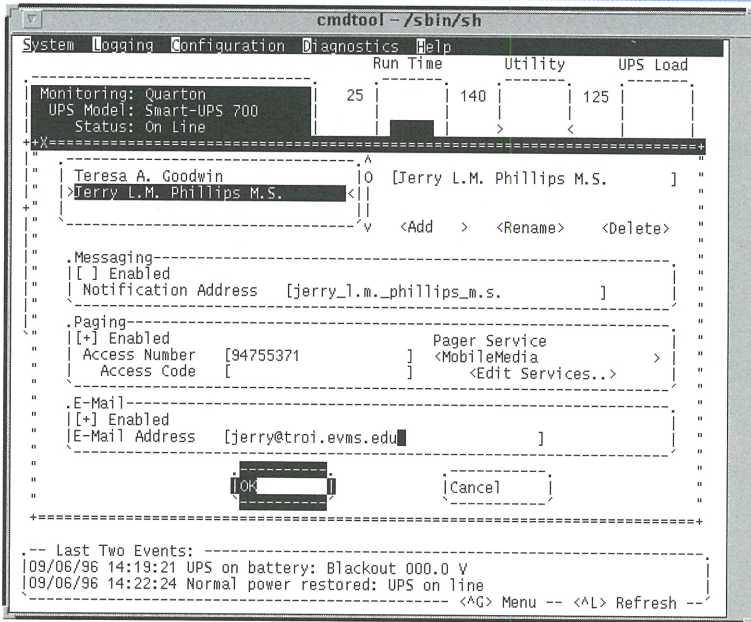 cmdtool - /sbin/sh
System Logging Configuration Diagnostics Help
Run Time Utility UPS Load
Monitoring: Quarton 25 140 125
UPS Model: Smart-UPS 700
Status: On Line
Teresa A. Goodwin
>Jerry L.M. Phillips M.S. < [Jerry L.M. Phillips M.S. ]
<Add > <Rename> <Delete>
Messaging
[ ] Enabled
Notification Address [jerry_l.m._phillips_m.s. ]
Paging
[+] Enabled Pager Service
Access Number [94755371 ] <MobileMedia >
Access Code [ ] <Edit Services..>
E-Mail
[+] Enabled
E-Mail Address [jerry@troi.evms.edu ]
OK Cancel
-- Last Two Events: --
09/06/96 14:19:21 UPS on battery: Blackout 000.0 V
09/06/96 14:22:24 Normal power restored: UPS on line
<^G> Menu -- <^L> Refresh --